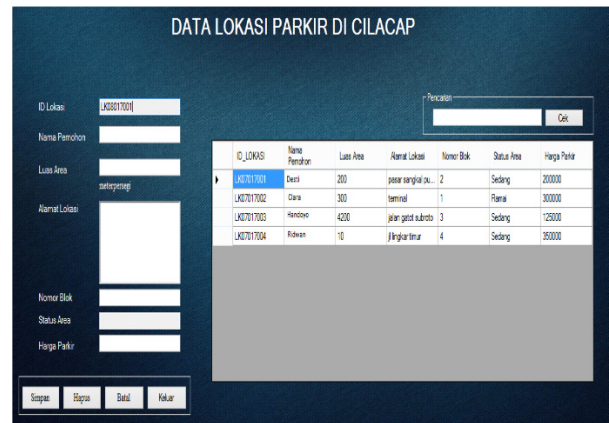 DATA LOKASI PARKIR DI CILACAP
ID Lokasi LK08017001
Nama Pemohon
Luas Area
meterpersegi
Alamat Lokasi
Nomor Blok
Status Area
Harga Parkir
Simpan Hapus Batal Keluar
Pencarian
Cek
ID_LOKASI Nama Pemohon Luas Area Alamat Lokasi Nomor Blok Status Area Harga Parkir
LK07017001 Desti 200 pasar sangkal pu... 2 Sedang 200000
LK07017002 Clara 300 terminal 1 Ramai 300000
LK07017003 Handoyo 4200 jalan gatot subroto 3 Sedang 125000
LK07017004 Ridwan 10 jl lingkar timur 4 Sedang 350000